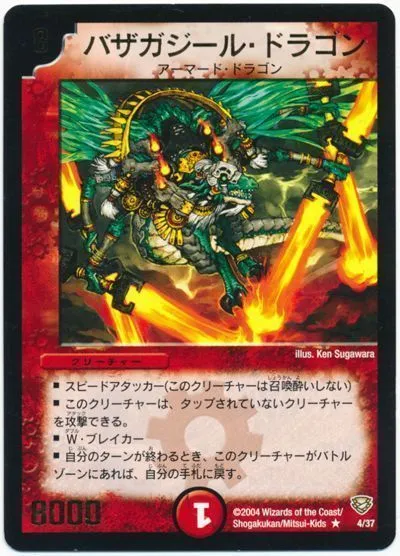 バザガジール・ドラゴン
アーマード・ドラゴン
illus. Ken Sugawara
クリーチャー
■ スピードアタッカー(このクリーチャーは召喚酔いしない)
■ このクリーチャーは、タップされていないクリーチャー
を攻撃できる。
■ W・ブレイカー
■ 自分のターンが終わるとき、このクリーチャーがバトル
ゾーンにあれば、自分の手札に戻す。
8000
1
©2004 Wizards of the Coast/
Shogakukan/Mitsui-Kids ★ 4/37